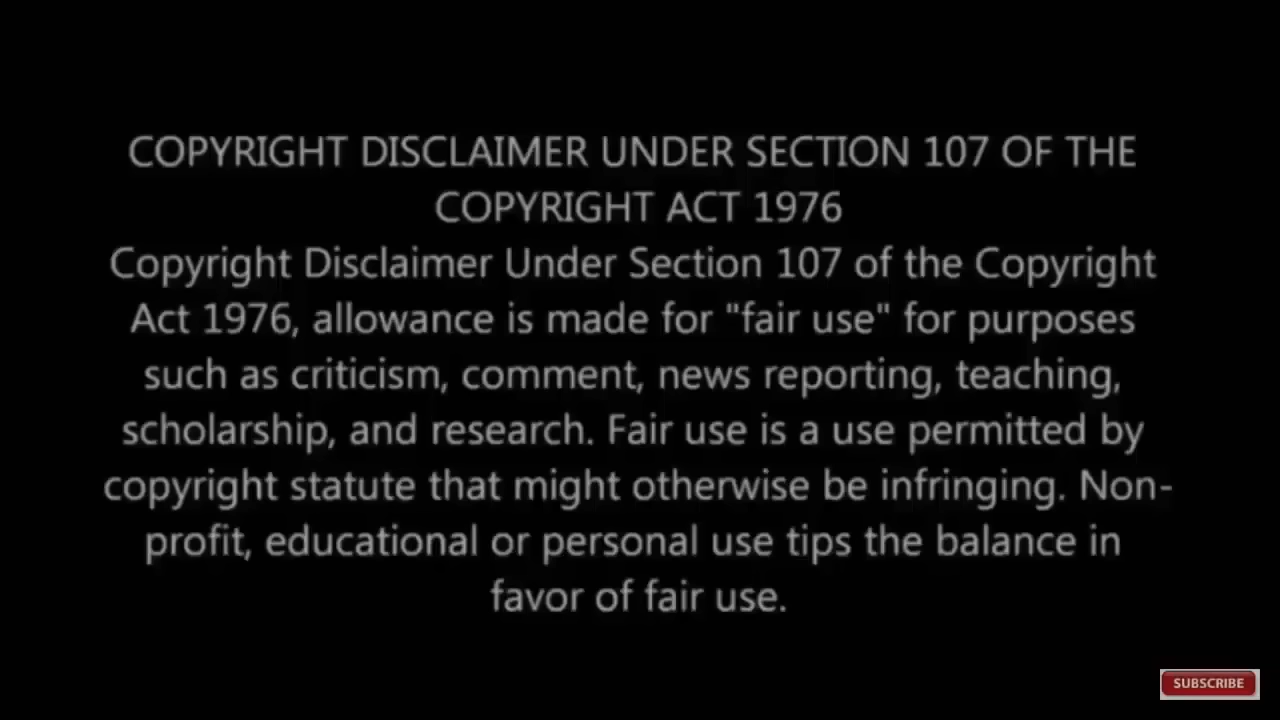 COPYRIGHT DISCLAIMER UNDER SECTION 107 OF THE
COPYRIGHT ACT 1976
Copyright Disclaimer Under Section 107 of the Copyright
Act 1976, allowance is made for "fair use" for purposes
such as criticism, comment, news reporting, teaching,
scholarship, and research. Fair use is a use permitted by
copyright statute that might otherwise be infringing. Non-
profit, educational or personal use tips the balance in
favor of fair use.
SUBSCRIBE